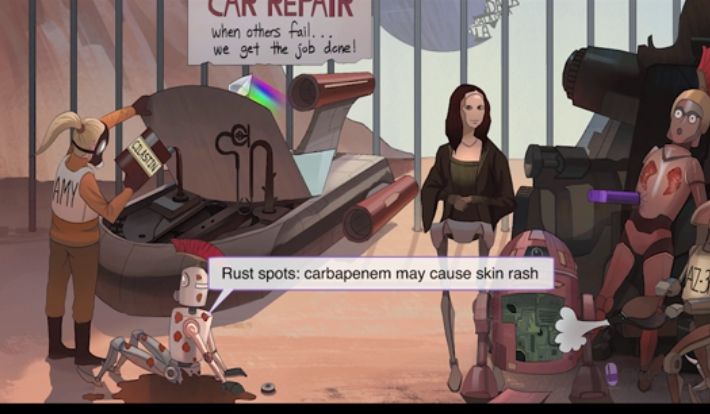 CAR REPAIR
when others fail...
we get the job done!
CILASTIN
AMY
Rust spots: carbapenem may cause skin rash
AZ-3